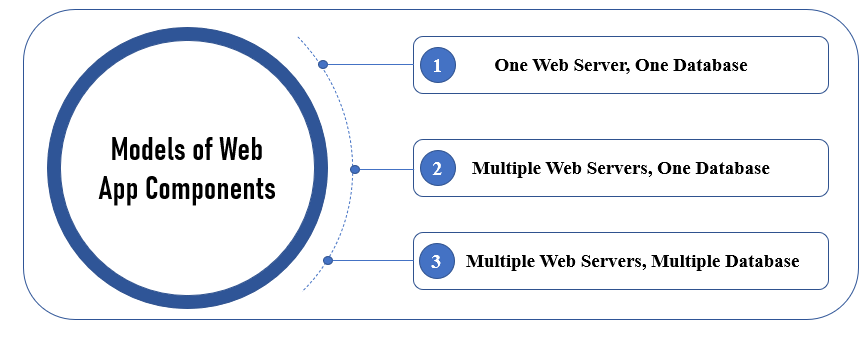 Models of Web
App Components
1 One Web Server, One Database
2 Multiple Web Servers, One Database
3 Multiple Web Servers, Multiple Database